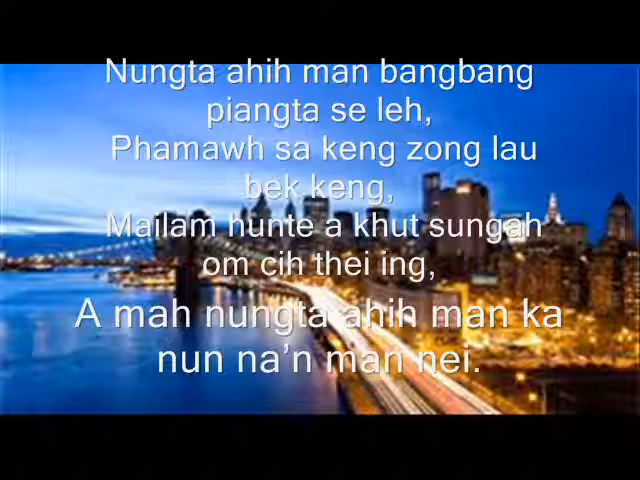 Nungta ahih man bangbang
piangta se leh,
Phamawh sa keng zong lau
bek keng,
Mailam hunte a khut sungah
om cih thei ing,
A mah nungta ahih man ka
nun na’n man nei.